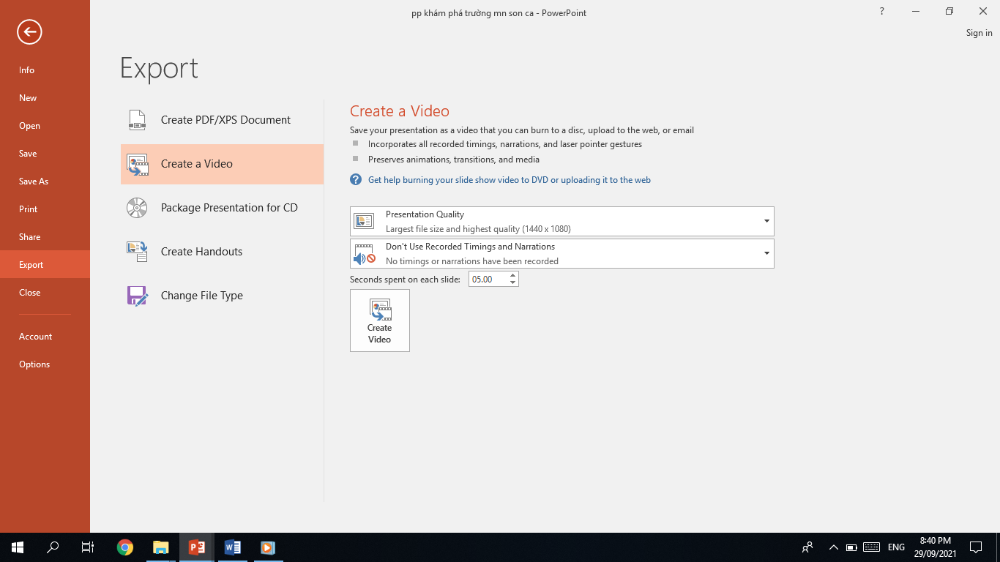 pp khám phá trường mn son ca - PowerPoint
?
Sign in
Info
New
Open
Save
Save As
Print
Share
Export
Close
Account
Options
Export
Create PDF/XPS Document
Create a Video
Package Presentation for CD
Create Handouts
Change File Type
Create a Video
Save your presentation as a video that you can burn to a disc, upload to the web, or email
Incorporates all recorded timings, narrations, and laser pointer gestures
Preserves animations, transitions, and media
? Get help burning your slide show video to DVD or uploading it to the web
Presentation Quality
Largest file size and highest quality (1440 x 1080)
Don't Use Recorded Timings and Narrations
No timings or narrations have been recorded
Seconds spent on each slide: 05.00
Create
Video
ENG
8:40 PM
29/09/2021